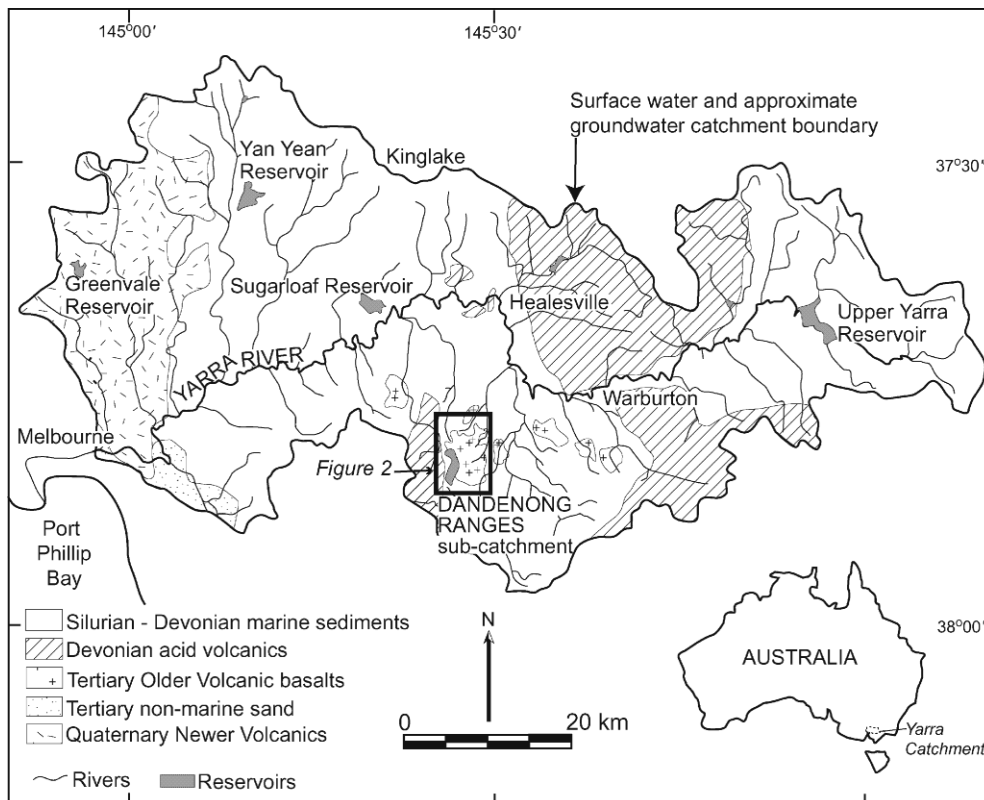 145°00'
145°30'
Surface water and approximate
groundwater catchment boundary
37°30'
Yan Yean
Reservoir
Kinglake
Greenvale
Reservoir
Sugarloaf Reservoir
Healesville
Upper Yarra
Reservoir
YARRA RIVER
Warburton
Melbourne
Figure 2
DANDENONG
RANGES
sub-catchment
Port
Phillip
Bay
Silurian - Devonian marine sediments
Devonian acid volcanics
Tertiary Older Volcanic basalts
Tertiary non-marine sand
Quaternary Newer Volcanics
Rivers
Reservoirs
N
0 20 km
38°00'
AUSTRALIA
Yarra
Catchment